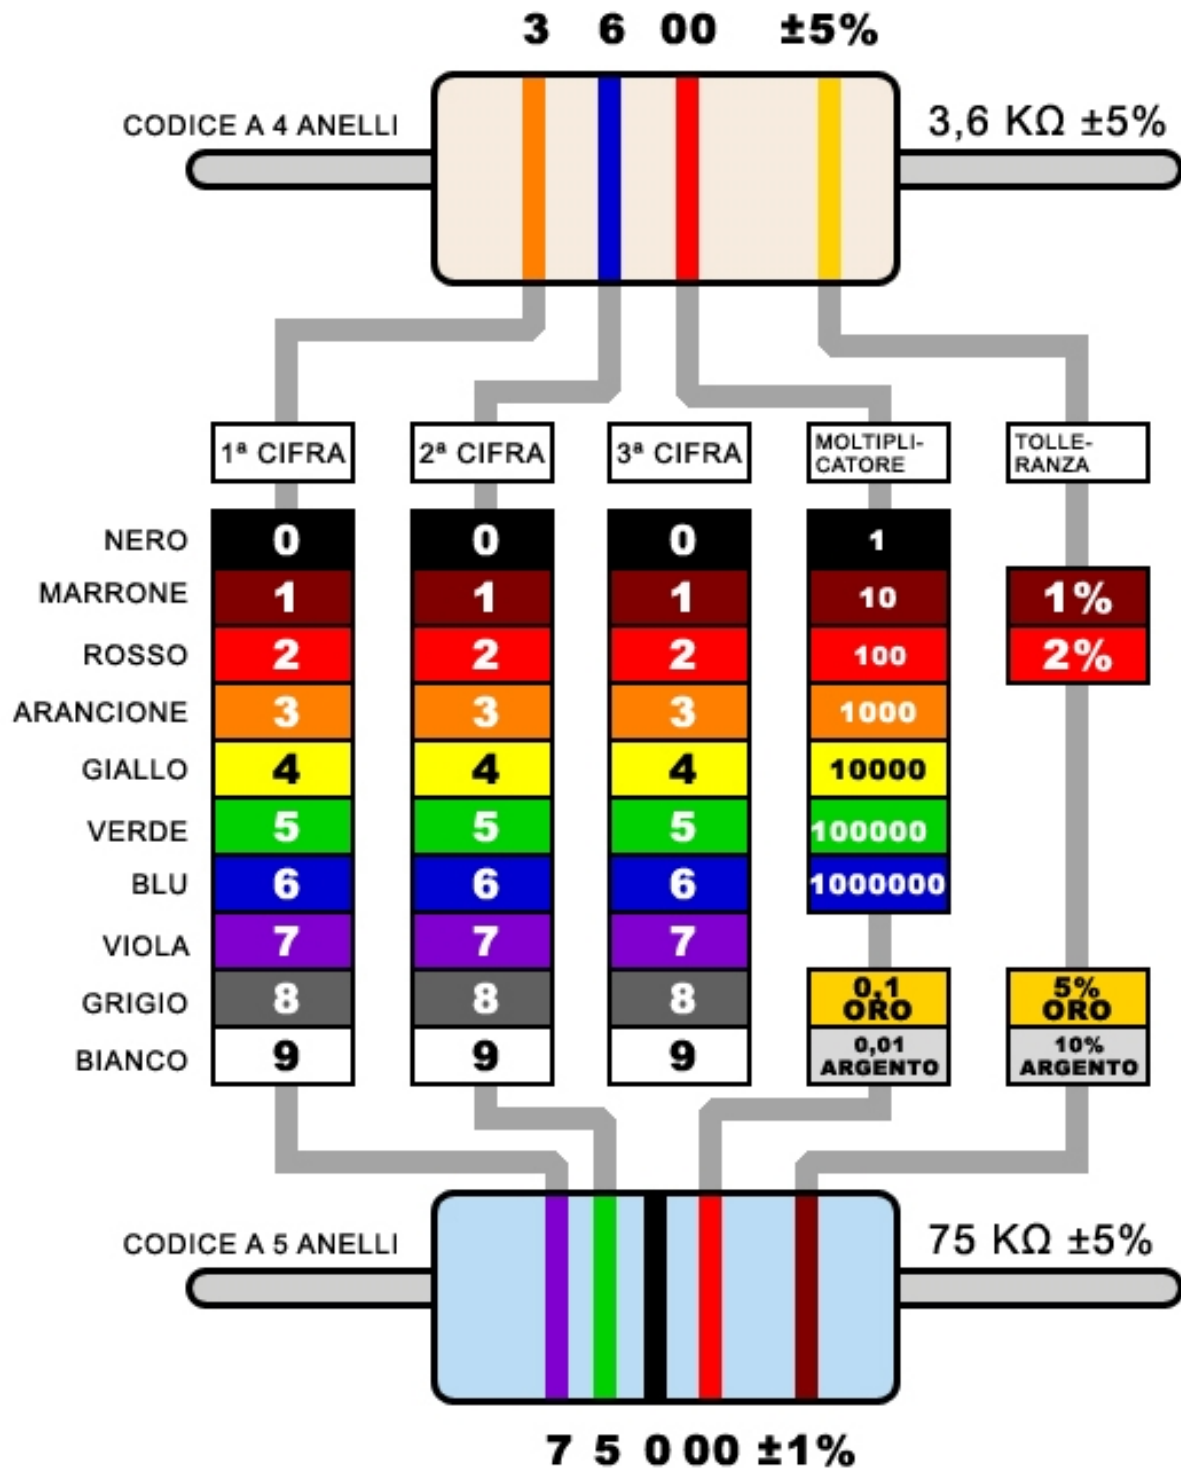 3 6 00 ±5%
CODICE A 4 ANELLI
3,6 KΩ ±5%
1ª CIFRA
2ª CIFRA
3ª CIFRA
MOLTIPLI-
CATORE
TOLLE-
RANZA
NERO 0 0 0 1
MARRONE 1 1 1 10 1%
ROSSO 2 2 2 100 2%
ARANCIONE 3 3 3 1000
GIALLO 4 4 4 10000
VERDE 5 5 5 100000
BLU 6 6 6 1000000
VIOLA 7 7 7
GRIGIO 8 8 8
0,1
ORO
5%
ORO
BIANCO 9 9 9
0,01
ARGENTO
10%
ARGENTO
CODICE A 5 ANELLI
75 KΩ ±5%
7 5 0 00 ±1%